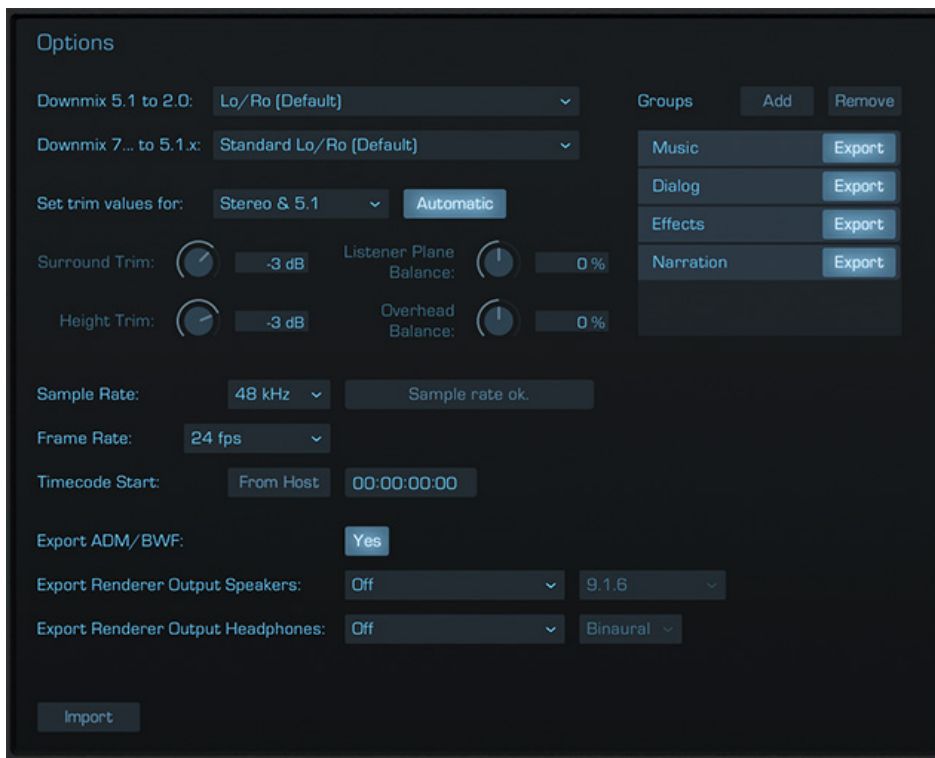 Options
Downmix 5.1 to 2.0: Lo/Ro (Default)
Groups Add Remove
Downmix 7... to 5.1.x: Standard Lo/Ro (Default)
Music Export
Dialog Export
Set trim values for: Stereo & 5.1 Automatic
Effects Export
Surround Trim: -3 dB Listener Plane Balance: 0 %
Narration Export
Height Trim: -3 dB Overhead Balance: 0 %
Sample Rate: 48 kHz Sample rate ok.
Frame Rate: 24 fps
Timecode Start: From Host 00:00:00:00
Export ADM/BWF: Yes
Export Renderer Output Speakers: Off 9.1.6
Export Renderer Output Headphones: Off Binaural
Import